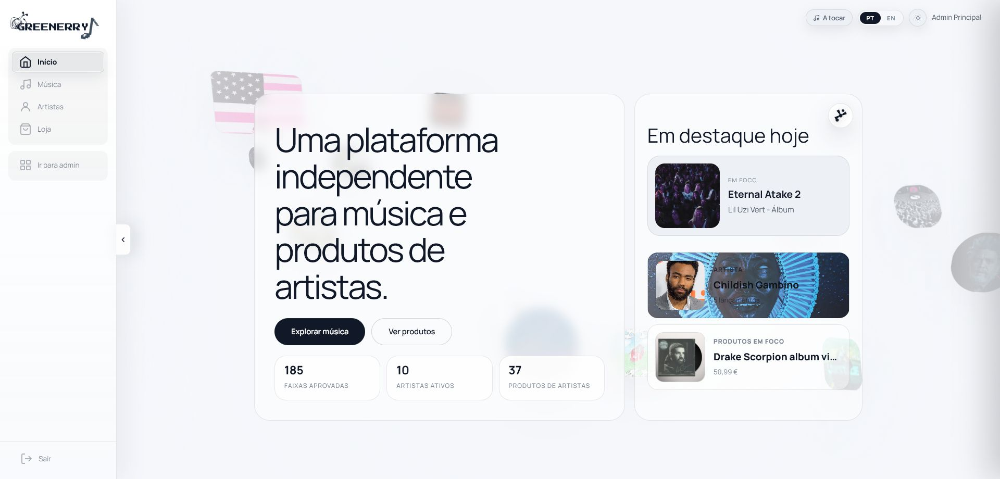 GREENERRY
A tocar
PT
EN
Admin Principal
Início
Música
Artistas
Loja
Ir para admin
Sair
Uma plataforma
independente
para música e
produtos de
artistas.
Explorar música
Ver produtos
185
FAIXAS APROVADAS
10
ARTISTAS ATIVOS
37
PRODUTOS DE ARTISTAS
Em destaque hoje
EM FOCO
Eternal Atake 2
Lil Uzi Vert - Álbum
ARTISTA
Childish Gambino
5 lançamentos
PRODUTOS EM FOCO
Drake Scorpion album vi...
50,99 €